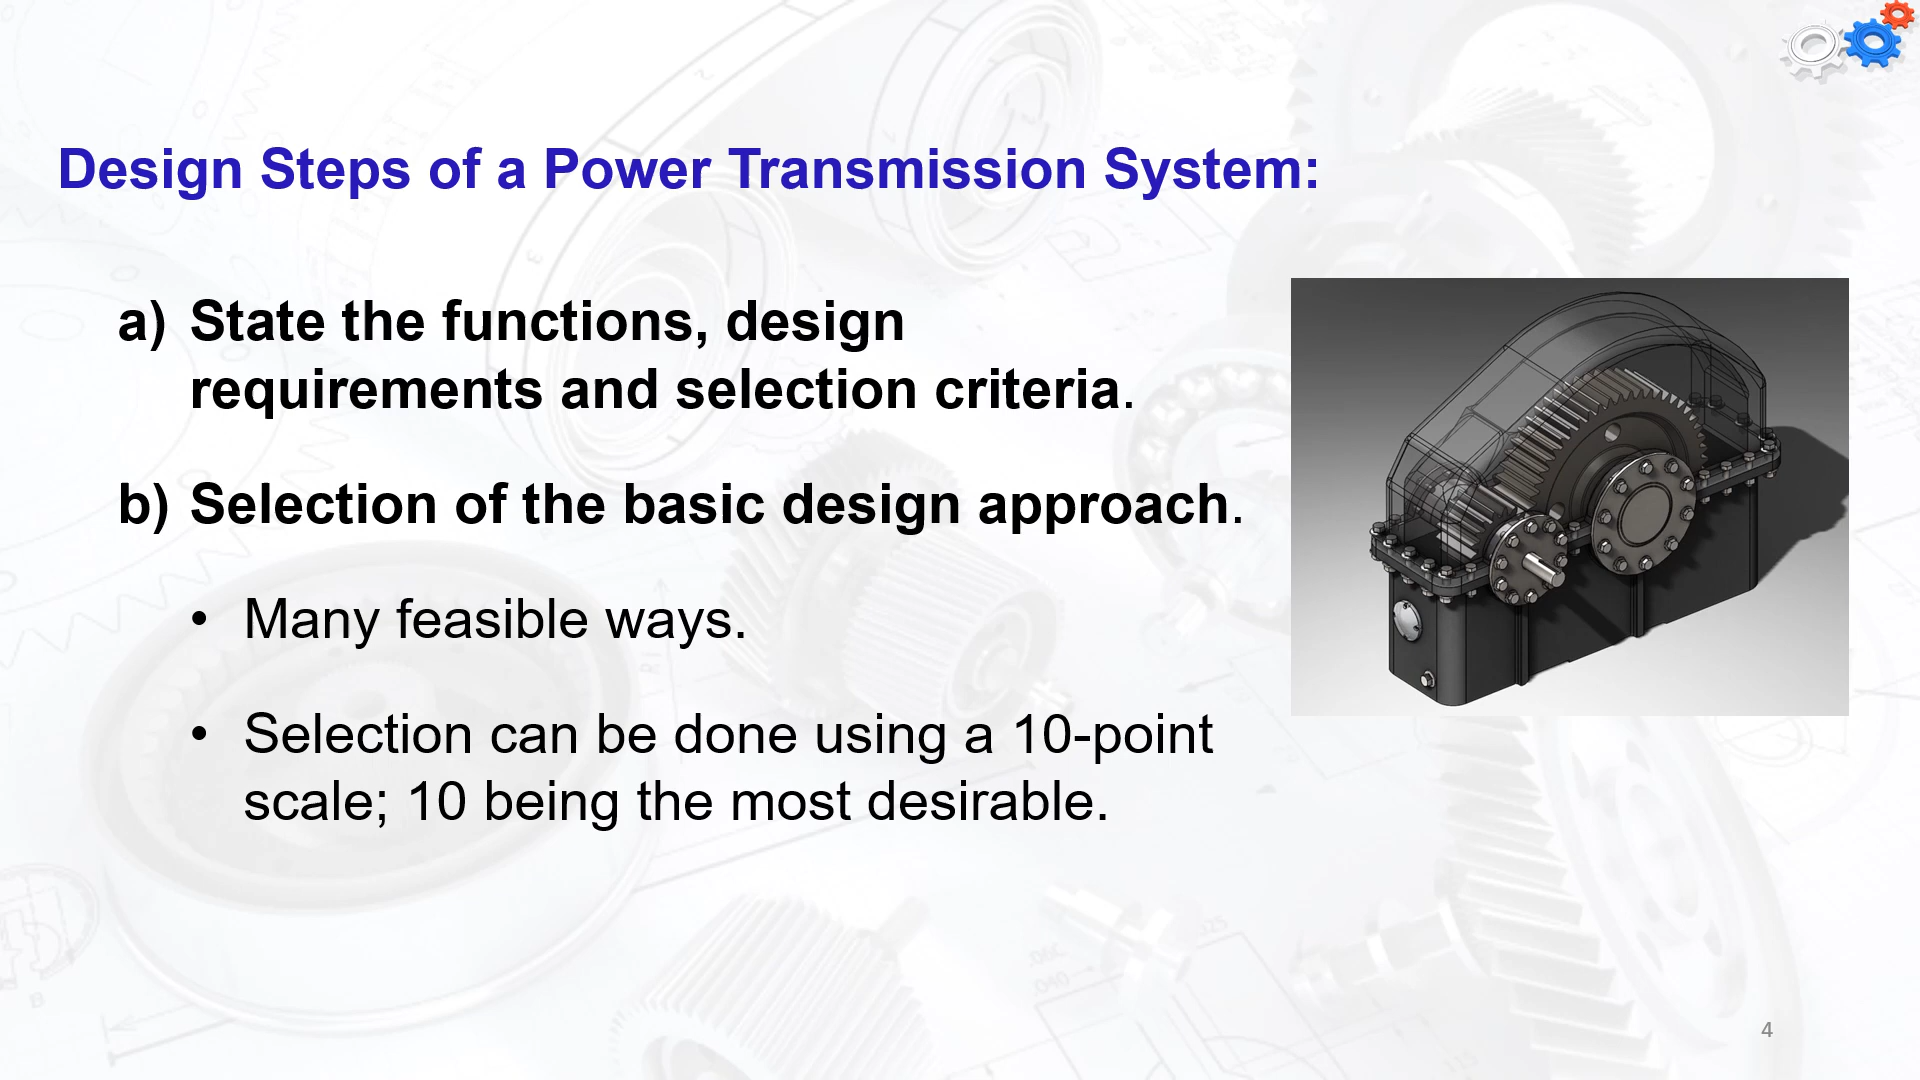 Design Steps of a Power Transmission System:
a) State the functions, design
requirements and selection criteria.
b) Selection of the basic design approach.
• Many feasible ways.
• Selection can be done using a 10-point
scale; 10 being the most desirable.
4